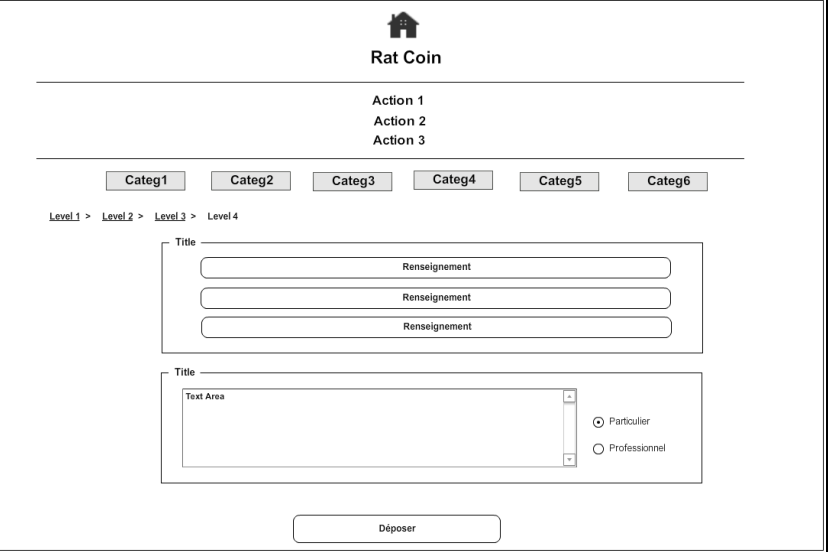 Rat Coin
Action 1
Action 2
Action 3
Categ1 Categ2 Categ3 Categ4 Categ5 Categ6
Level 1 > Level 2 > Level 3 > Level 4
Title
Renseignement
Renseignement
Renseignement
Title
Text Area
Particulier
Professionnel
Déposer